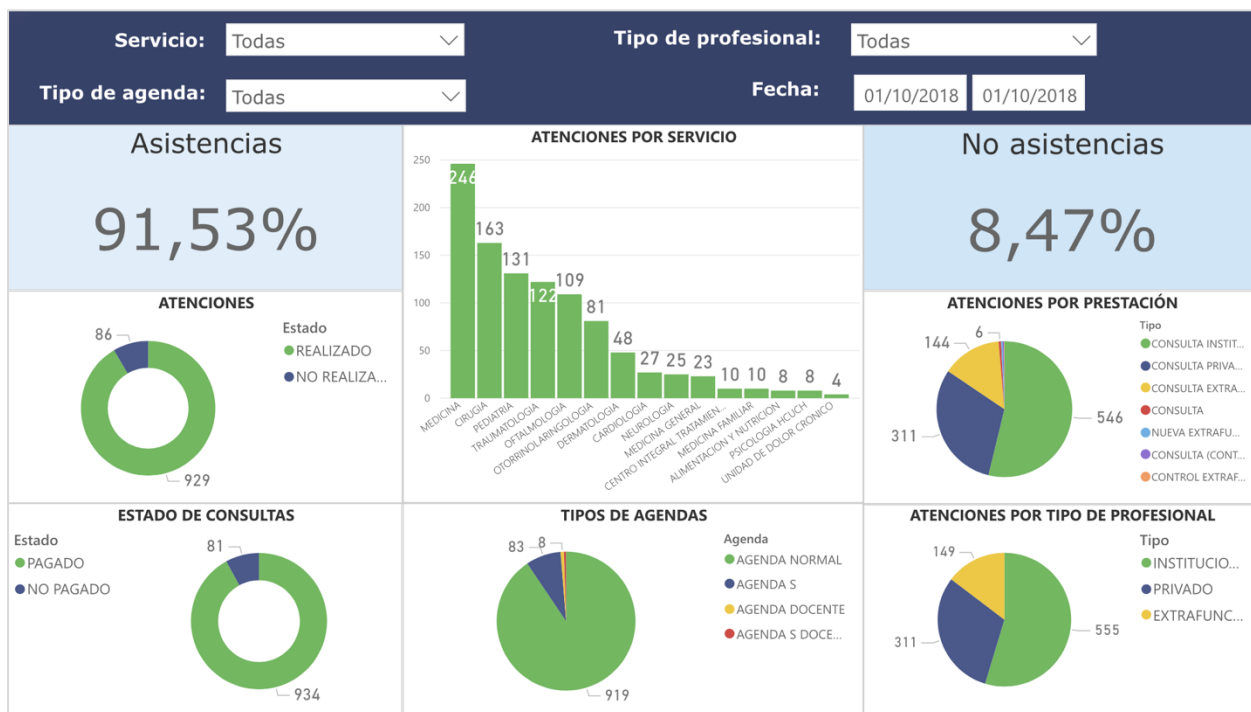 Servicio:
Todas
Tipo de profesional:
Todas
Tipo de agenda:
Todas
Fecha:
01/10/2018
01/10/2018
Asistencias
91,53%
ATENCIONES POR SERVICIO
250
200
150
100
50
0
246
163
131
122
109
81
48
27
25
23
10
10
8
8
4
MEDICINA
CIRUGIA
PEDIATRIA
TRAUMATOLOGIA
OFTALMOLOGIA
OTORRINOLARINGOLOGIA
DERMATOLOGIA
CARDIOLOGIA
NEUROLOGIA
MEDICINA GENERAL
CENTRO INTEGRAL TRATAMIEN...
MEDICINA FAMILIAR
ALIMENTACION Y NUTRICION
PSICOLOGIA HCUCH
UNIDAD DE DOLOR CRONICO
No asistencias
8,47%
ATENCIONES
86
929
Estado
REALIZADO
NO REALIZA...
ATENCIONES POR PRESTACIÓN
6
144
311
546
Tipo
CONSULTA INSTIT...
CONSULTA PRIVA...
CONSULTA EXTRA...
CONSULTA
NUEVA EXTRAFU...
CONSULTA (CONT...
CONTROL EXTRAF...
ESTADO DE CONSULTAS
Estado
PAGADO
NO PAGADO
81
934
TIPOS DE AGENDAS
83
8
919
Agenda
AGENDA NORMAL
AGENDA S
AGENDA DOCENTE
AGENDA S DOCE...
ATENCIONES POR TIPO DE PROFESIONAL
149
311
555
Tipo
INSTITUCIO...
PRIVADO
EXTRAFUNC...